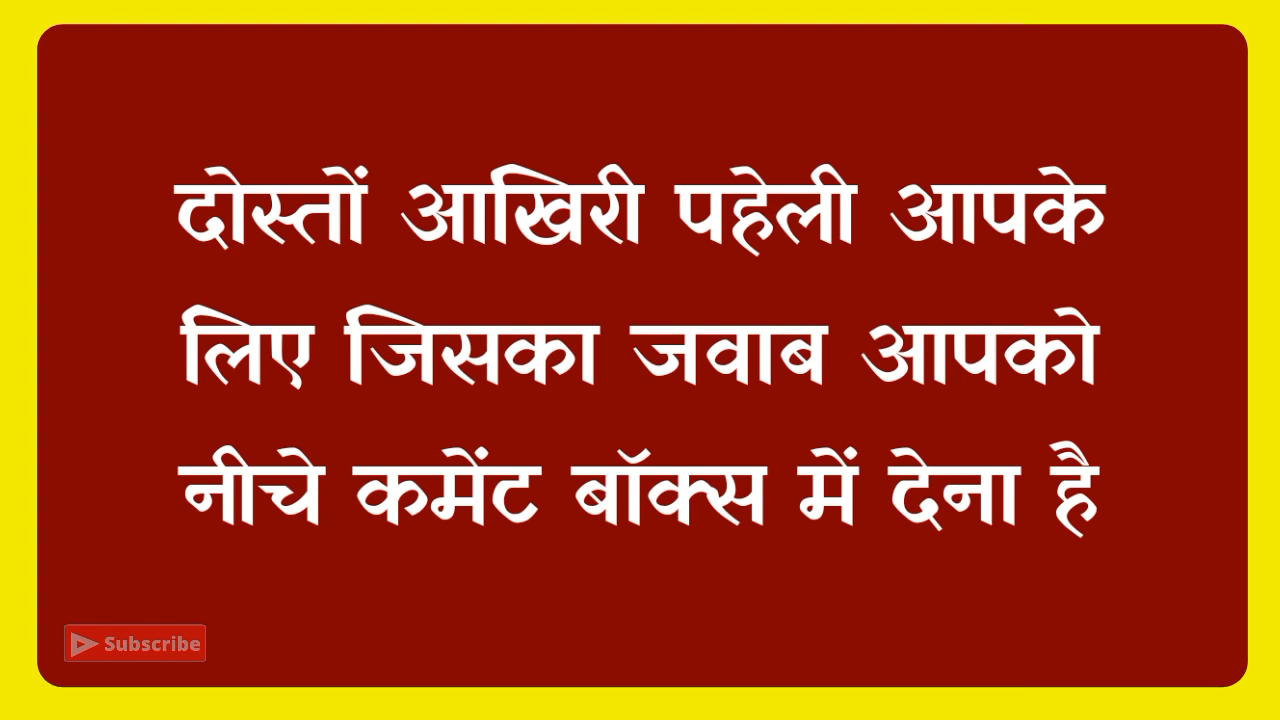 दोस्तों आखिरी पहेली आपके
लिए जिसका जवाब आपको
नीचे कमेंट बॉक्स में देना है
Subscribe